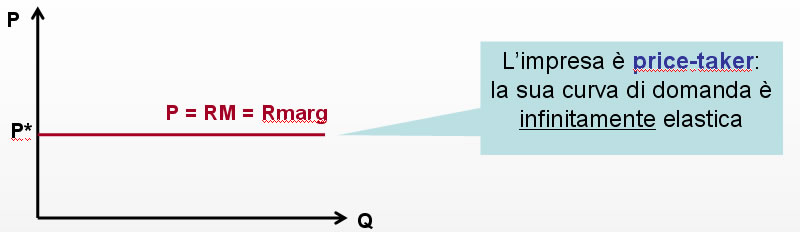 P
L’impresa è price-taker:
la sua curva di domanda è
infinitamente elastica
P = RM = Rmarg
P*
Q